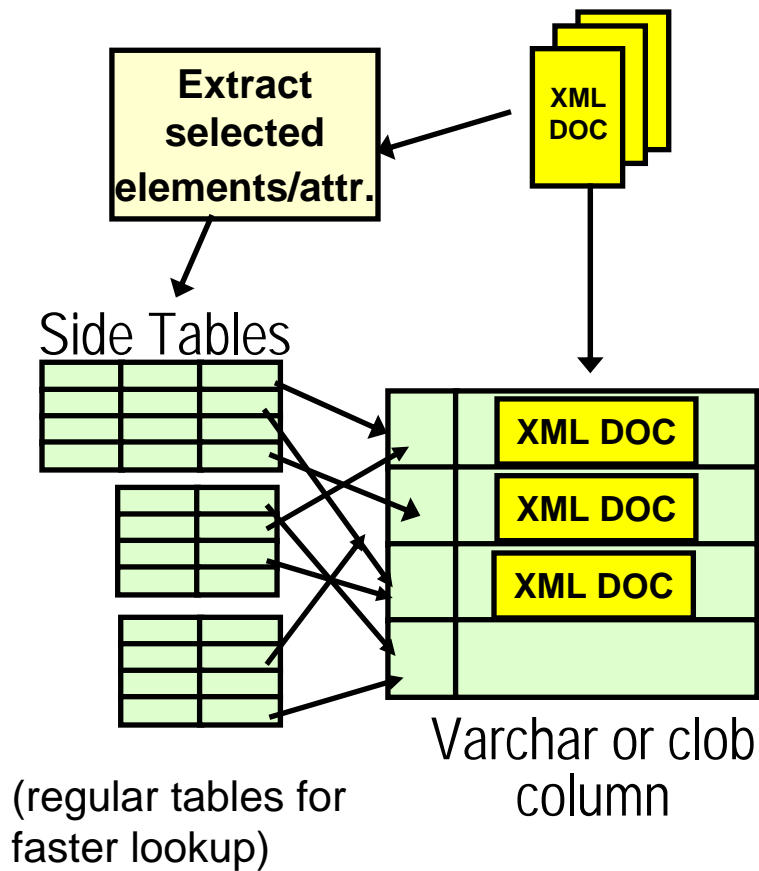 Extract
selected
elements/attr.
XML
DOC
Side Tables
XML DOC
XML DOC
XML DOC
Varchar or clob
column
(regular tables for
faster lookup)